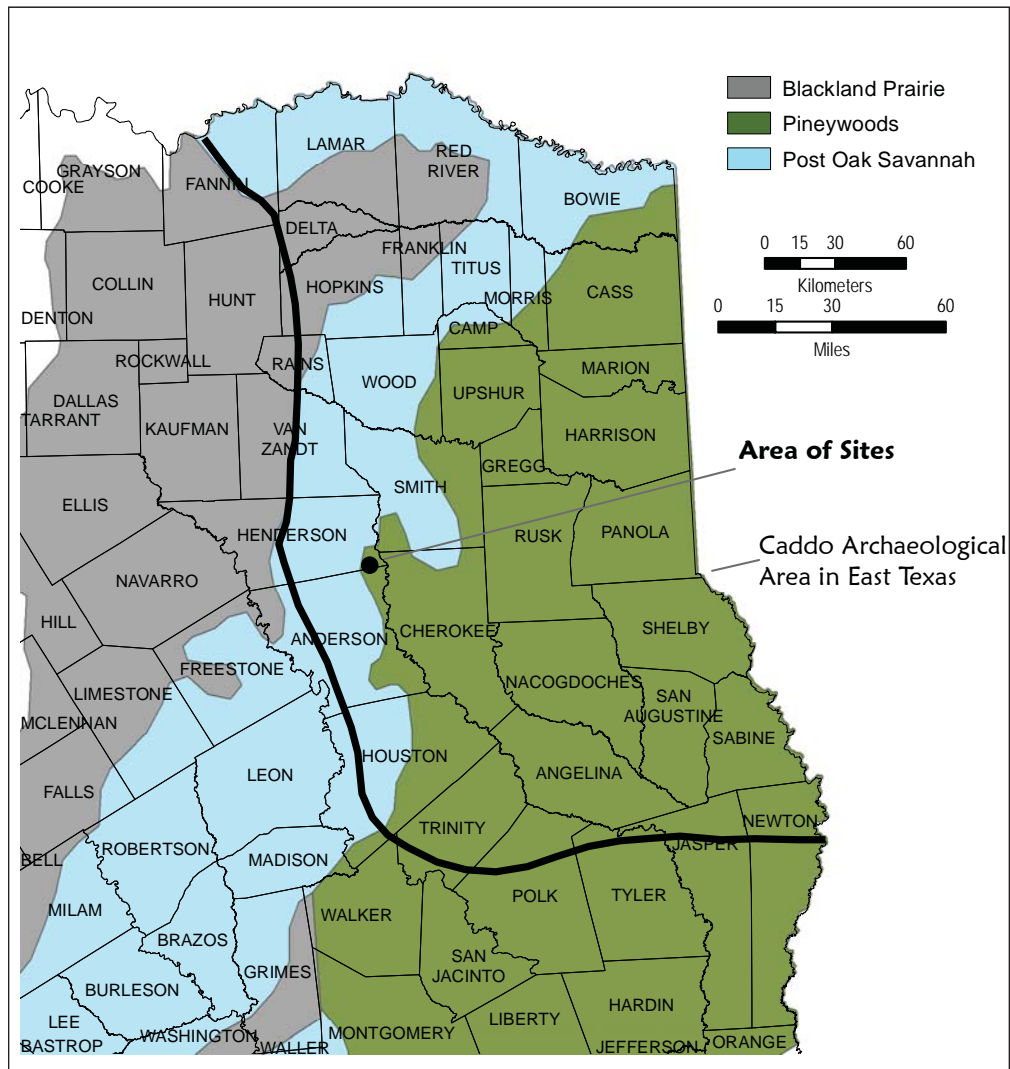 Blackland Prairie
Pineywoods
Post Oak Savannah
0 15 30 60
Kilometers
0 15 30 60
Miles
Area of Sites
Caddo Archaeological
Area in East Texas
LAMAR
RED
RIVER
GRAYSON
COOKE
FANNIN
BOWIE
DELTA
FRANKLIN
TITUS
COLLIN
HUNT
HOPKINS
MORRIS
CASS
DENTON
CAMP
ROCKWALL
RAINS
WOOD
MARION
UPSHUR
DALLAS
TARRANT
KAUFMAN
VAN
ZANDT
HARRISON
GREGG
SMITH
ELLIS
HENDERSON
RUSK
PANOLA
NAVARRO
HILL
ANDERSON
CHEROKEE
SHELBY
FREESTONE
LIMESTONE
NACOGDOCHES
SAN
AUGUSTINE
MCLENNAN
SABINE
HOUSTON
LEON
ANGELINA
FALLS
TRINITY
NEWTON
ROBERTSON
JASPER
MADISON
BELL
POLK
TYLER
MILAM
WALKER
BRAZOS
SAN
JACINTO
GRIMES
BURLESON
HARDIN
LIBERTY
LEE
WASHINGTON
MONTGOMERY
BASTROP
WALLER
JEFFERSON
ORANGE